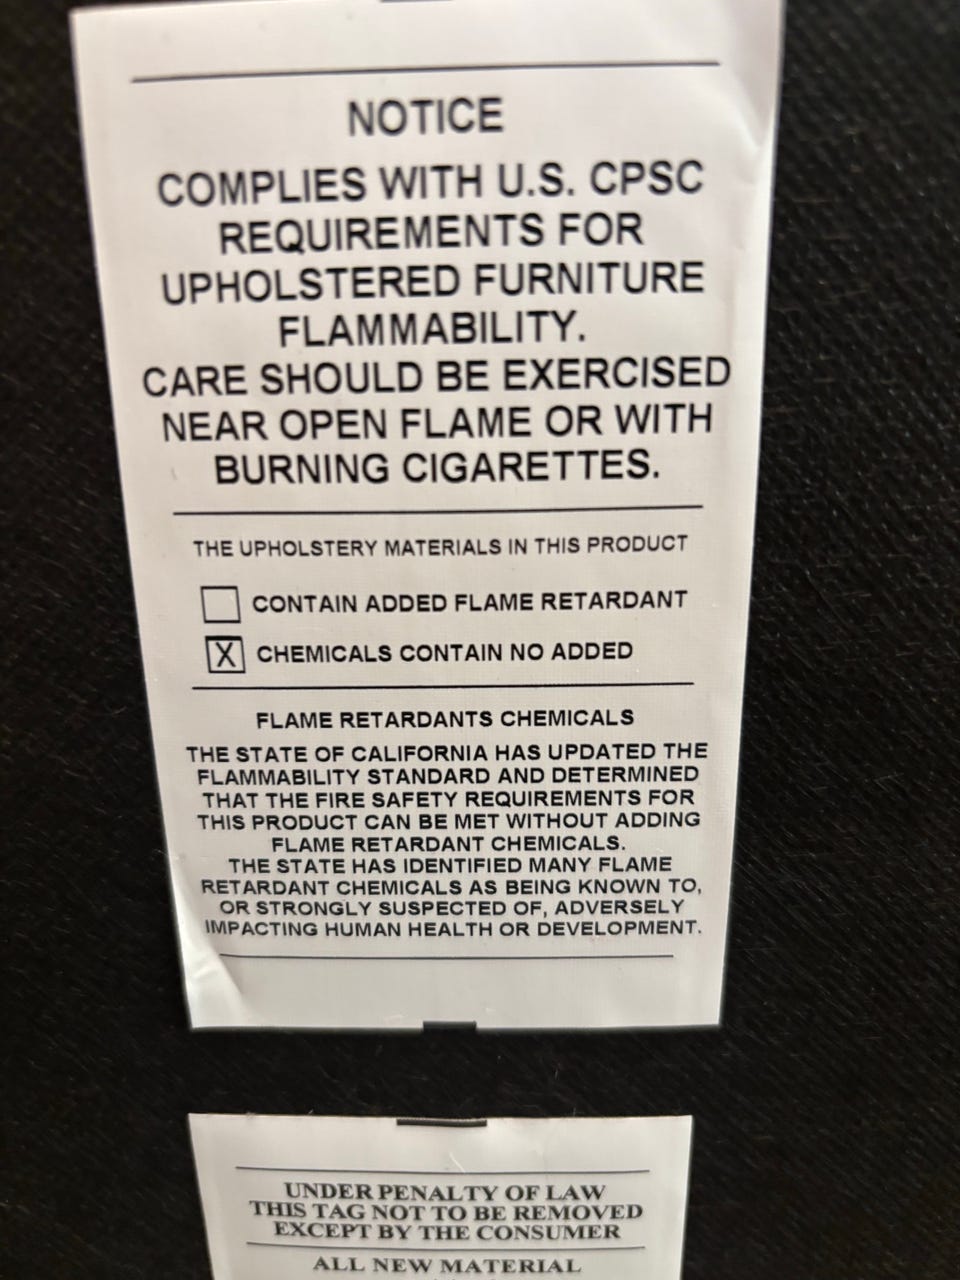 NOTICE
COMPLIES WITH U.S. CPSC
REQUIREMENTS FOR
UPHOLSTERED FURNITURE
FLAMMABILITY.
CARE SHOULD BE EXERCISED
NEAR OPEN FLAME OR WITH
BURNING CIGARETTES.
THE UPHOLSTERY MATERIALS IN THIS PRODUCT
CONTAIN ADDED FLAME RETARDANT
X CHEMICALS CONTAIN NO ADDED
FLAME RETARDANTS CHEMICALS
THE STATE OF CALIFORNIA HAS UPDATED THE
FLAMMABILITY STANDARD AND DETERMINED
THAT THE FIRE SAFETY REQUIREMENTS FOR
THIS PRODUCT CAN BE MET WITHOUT ADDING
FLAME RETARDANT CHEMICALS.
THE STATE HAS IDENTIFIED MANY FLAME
RETARDANT CHEMICALS AS BEING KNOWN TO,
OR STRONGLY SUSPECTED OF, ADVERSELY
IMPACTING HUMAN HEALTH OR DEVELOPMENT.
UNDER PENALTY OF LAW
THIS TAG NOT TO BE REMOVED
EXCEPT BY THE CONSUMER
ALL NEW MATERIAL